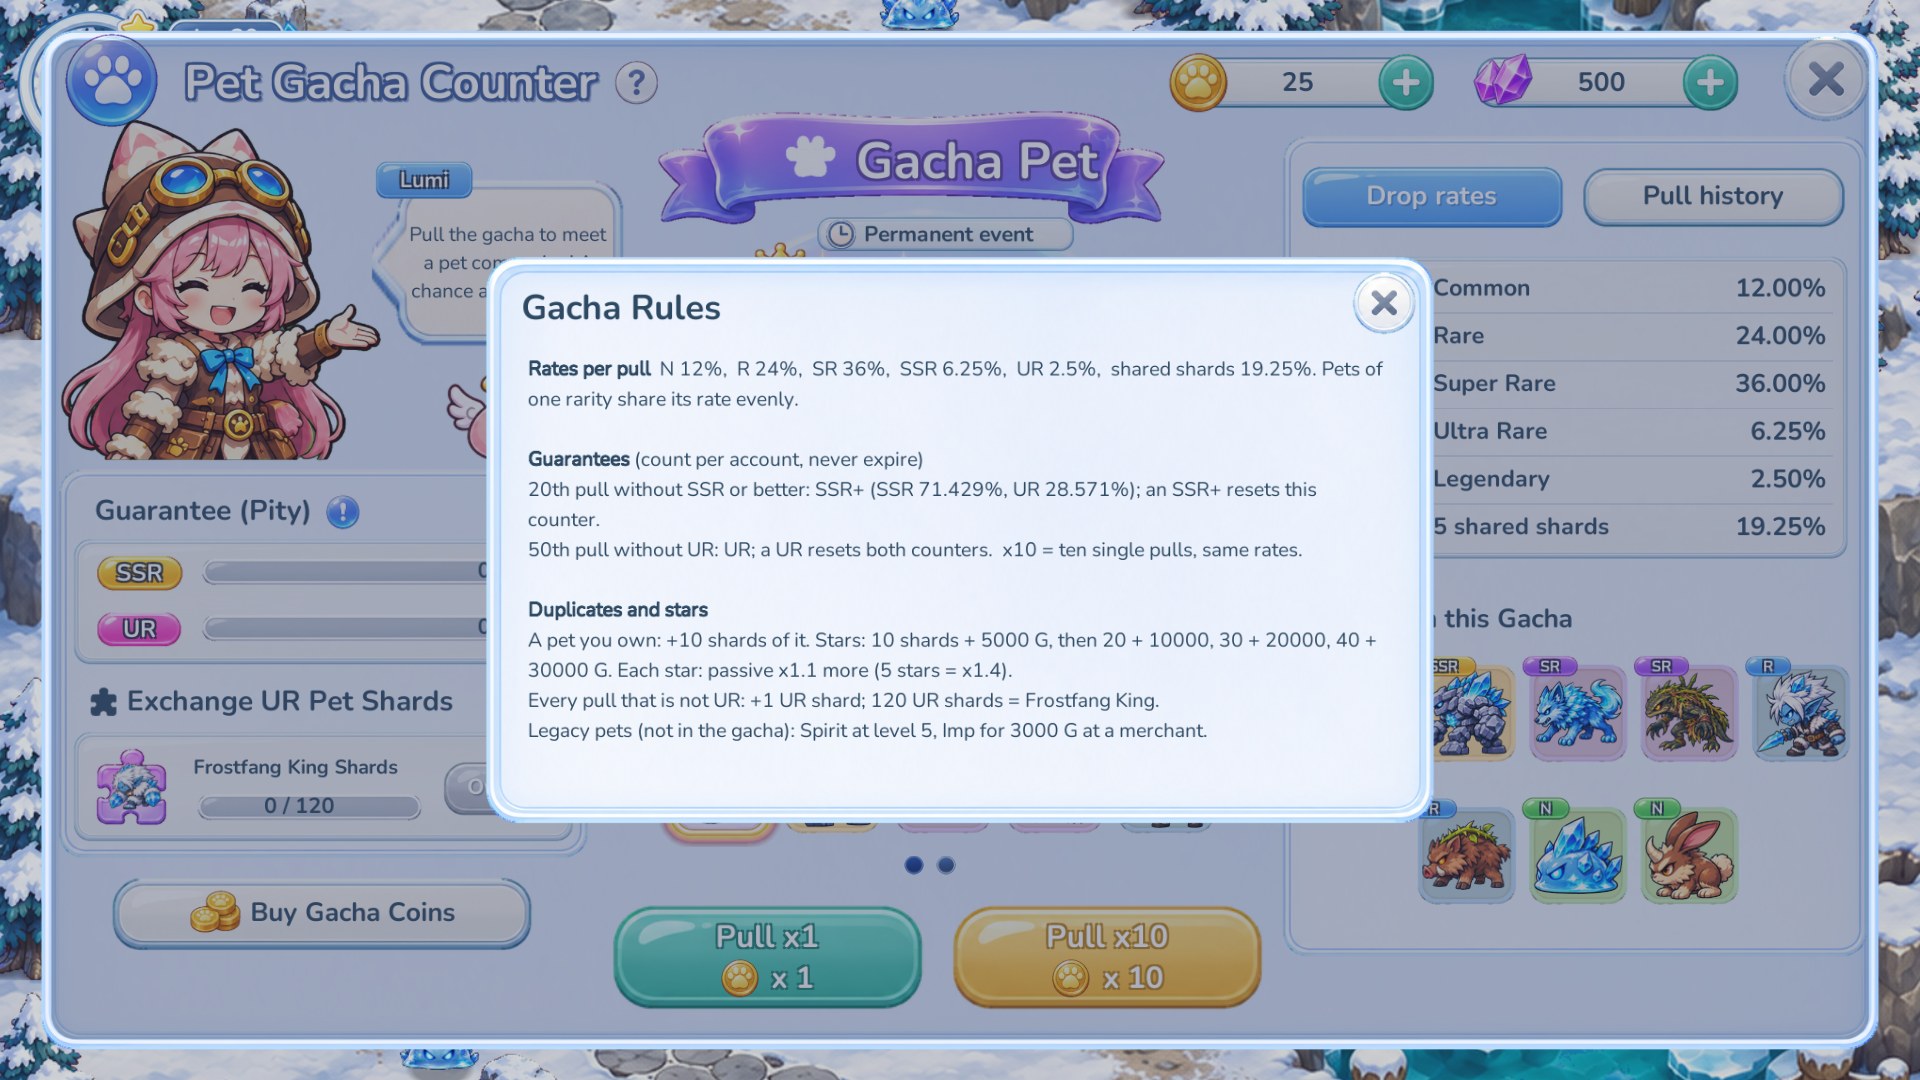 Pet Gacha Counter ?
25
500
Gacha Pet
Permanent event
Lumi
Pull the gacha to meet
a pet
chance a
Drop rates
Pull history
Common 12.00%
Rare 24.00%
Super Rare 36.00%
Ultra Rare 6.25%
Legendary 2.50%
5 shared shards 19.25%
Gacha Rules
Rates per pull N 12%, R 24%, SR 36%, SSR 6.25%, UR 2.5%, shared shards 19.25%. Pets of
one rarity share its rate evenly.
Guarantees (count per account, never expire)
20th pull without SSR or better: SSR+ (SSR 71.429%, UR 28.571%); an SSR+ resets this
counter.
50th pull without UR: UR; a UR resets both counters. x10 = ten single pulls, same rates.
Duplicates and stars
A pet you own: +10 shards of it. Stars: 10 shards + 5000 G, then 20 + 10000, 30 + 20000, 40 +
30000 G. Each star: passive x1.1 more (5 stars = x1.4).
Every pull that is not UR: +1 UR shard; 120 UR shards = Frostfang King.
Legacy pets (not in the gacha): Spirit at level 5, Imp for 3000 G at a merchant.
Guarantee (Pity) !
SSR 0
UR 0
Exchange UR Pet Shards
Frostfang King Shards
0 / 120
Buy Gacha Coins
Pull x1
x 1
Pull x10
x 10
this Gacha
SSR
SR
SR
R
R
N
N